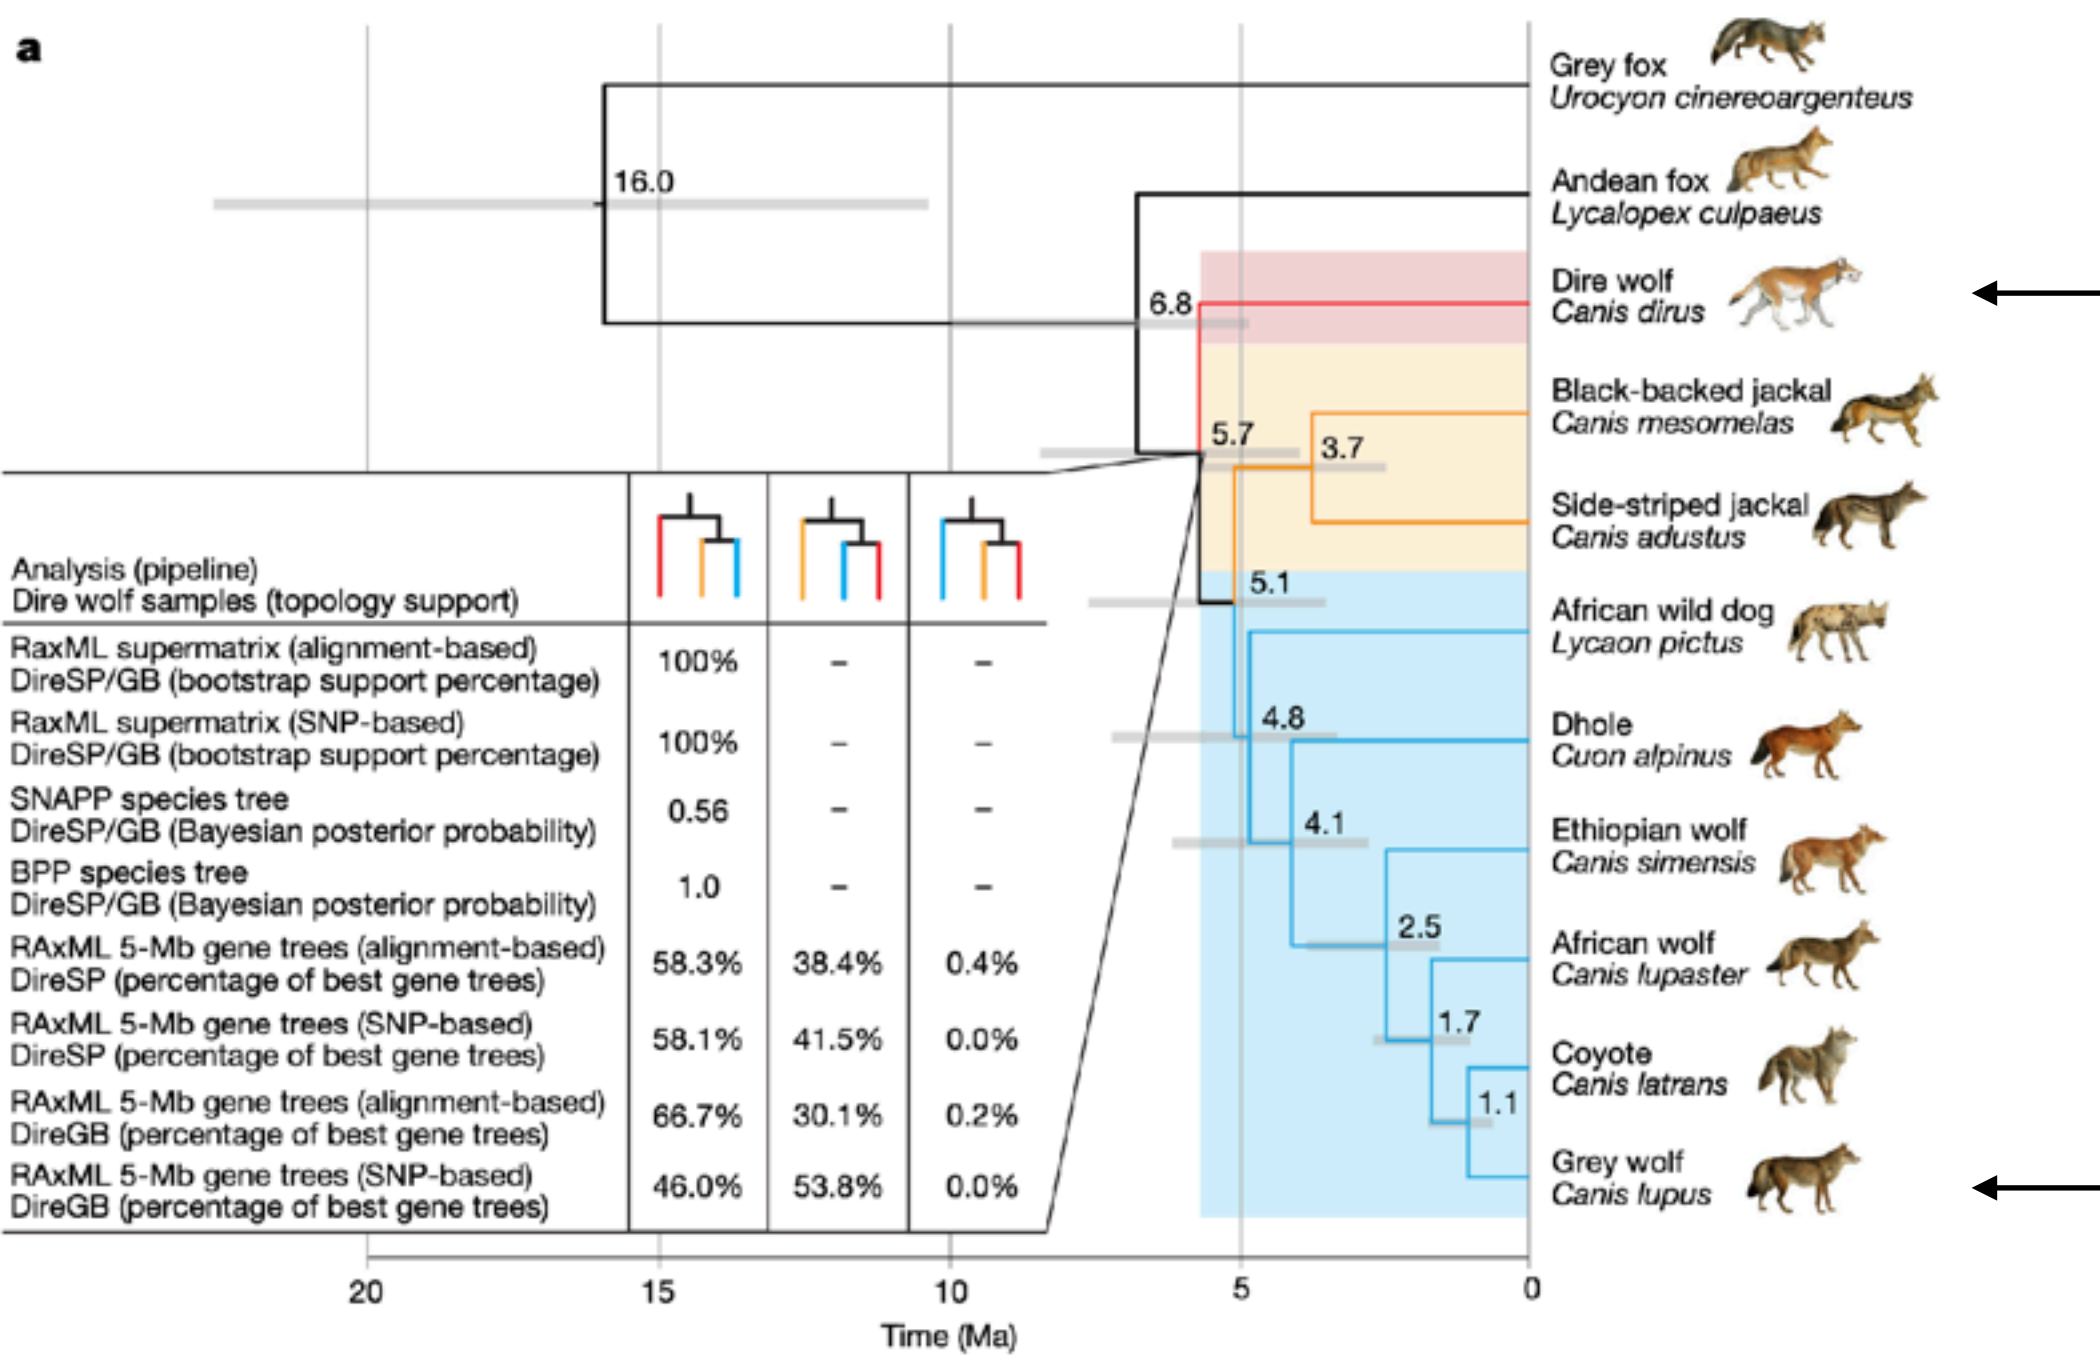 a
Grey fox
Urocyon cinereoargenteus
16.0
Andean fox
Lycalopex culpaeus
6.8
Dire wolf
Canis dirus
5.7
3.7
Black-backed jackal
Canis mesomelas
Side-striped jackal
Canis adustus
5.1
African wild dog
Lycaon pictus
4.8
Dhole
Cuon alpinus
4.1
Ethiopian wolf
Canis simensis
2.5
African wolf
Canis lupaster
1.7
Coyote
Canis latrans
1.1
Grey wolf
Canis lupus
Analysis (pipeline)
Dire wolf samples (topology support)
RaxML supermatrix (alignment-based)
DireSP/GB (bootstrap support percentage)
100% – –
RaxML supermatrix (SNP-based)
DireSP/GB (bootstrap support percentage)
100% – –
SNAPP species tree
DireSP/GB (Bayesian posterior probability)
0.56 – –
BPP species tree
DireSP/GB (Bayesian posterior probability)
1.0 – –
RAxML 5-Mb gene trees (alignment-based)
DireSP (percentage of best gene trees)
58.3% 38.4% 0.4%
RAxML 5-Mb gene trees (SNP-based)
DireSP (percentage of best gene trees)
58.1% 41.5% 0.0%
RAxML 5-Mb gene trees (alignment-based)
DireGB (percentage of best gene trees)
66.7% 30.1% 0.2%
RAxML 5-Mb gene trees (SNP-based)
DireGB (percentage of best gene trees)
46.0% 53.8% 0.0%
20 15 10 5 0
Time (Ma)